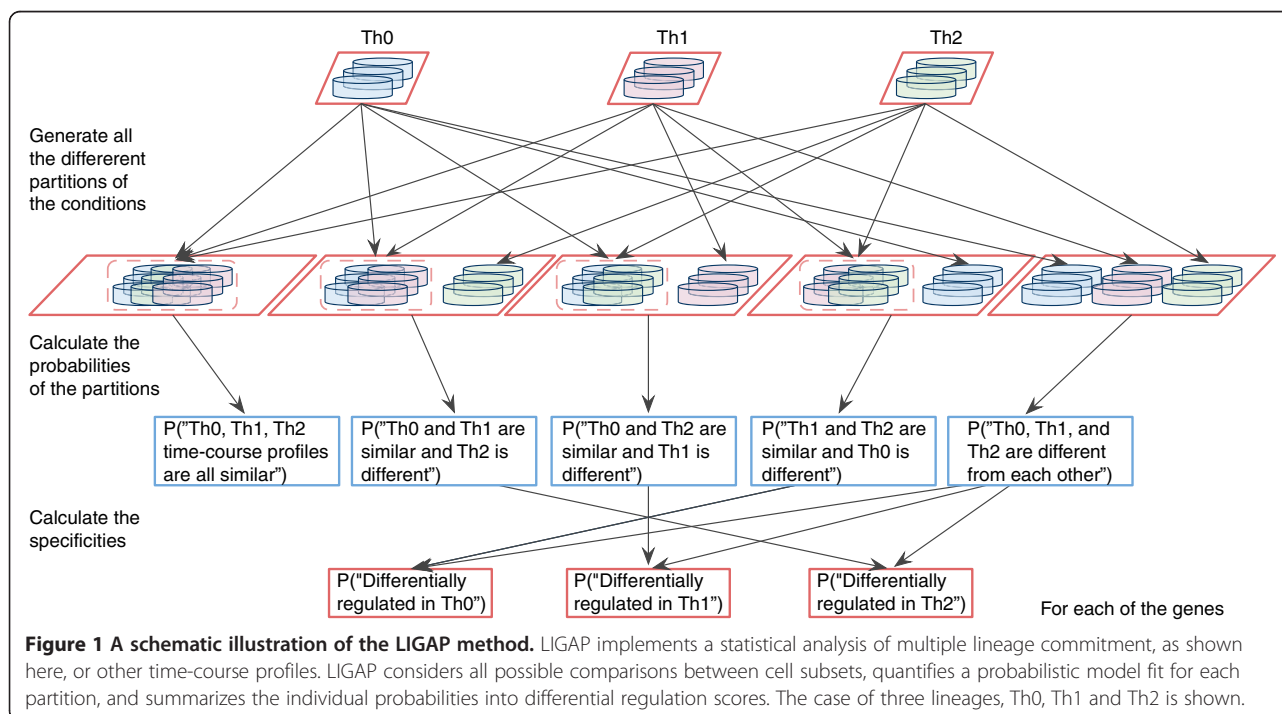 Th0
Th1
Th2
Generate all
the differerent
partitions of
the conditions
Calculate the
probabilities
of the partitions
P("Th0, Th1, Th2
time-course profiles
are all similar")
P("Th0 and Th1 are
similar and Th2 is
different")
P("Th0 and Th2 are
similar and Th1 is
different")
P("Th1 and Th2 are
similar and Th0 is
different")
P("Th0, Th1, and
Th2 are different
from each other")
Calculate the
specificities
P("Differentially
regulated in Th0")
P("Differentially
regulated in Th1")
P("Differentially
regulated in Th2")
For each of the genes
Figure 1 A schematic illustration of the LIGAP method. LIGAP implements a statistical analysis of multiple lineage commitment, as shown
here, or other time-course profiles. LIGAP considers all possible comparisons between cell subsets, quantifies a probabilistic model fit for each
partition, and summarizes the individual probabilities into differential regulation scores. The case of three lineages, Th0, Th1 and Th2 is shown.